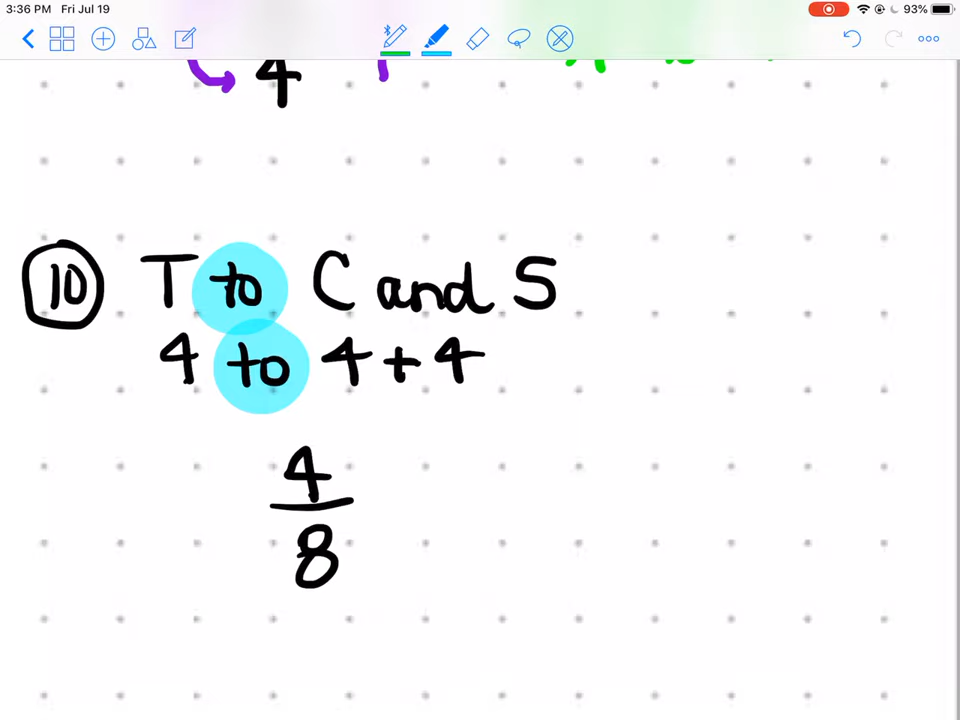 3:36 PM Fri Jul 19 93%
4
10 T to C and S
4 to 4+4
4
8